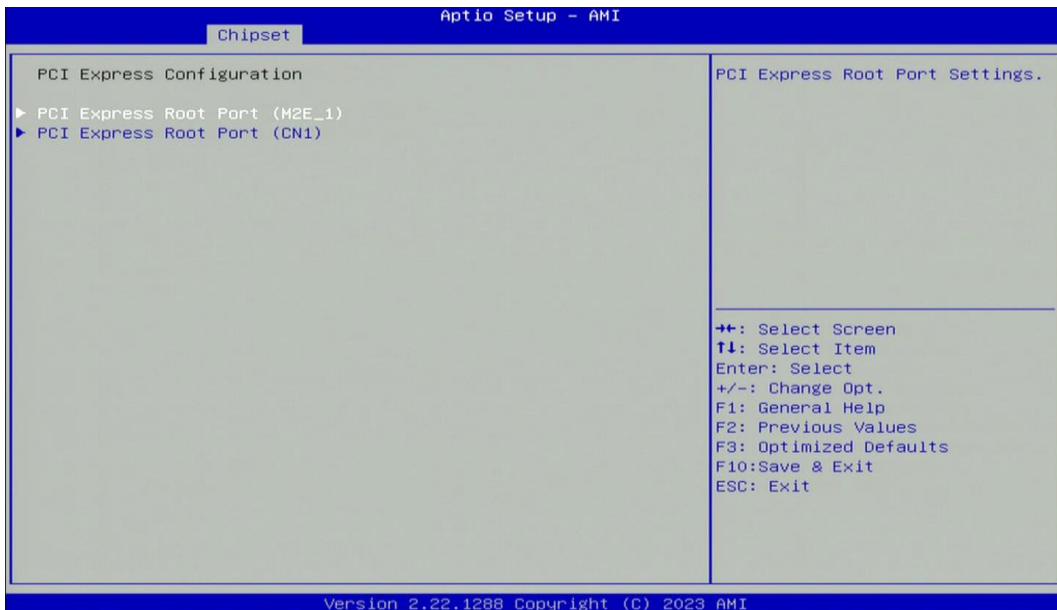 Aptio Setup - AMI
Chipset
PCI Express Configuration
▶ PCI Express Root Port (M2E_1)
▶ PCI Express Root Port (CN1)
PCI Express Root Port Settings.
→←: Select Screen
↑↓: Select Item
Enter: Select
+/-: Change Opt.
F1: General Help
F2: Previous Values
F3: Optimized Defaults
F10:Save & Exit
ESC: Exit
Version 2.22.1288 Copyright (C) 2023 AMI